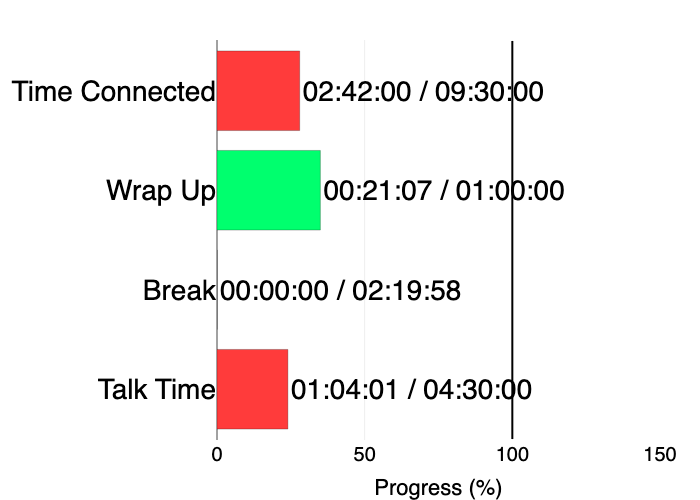 Time Connected 02:42:00 / 09:30:00
Wrap Up 00:21:07 / 01:00:00
Break 00:00:00 / 02:19:58
Talk Time 01:04:01 / 04:30:00
0 50 100 150
Progress (%)